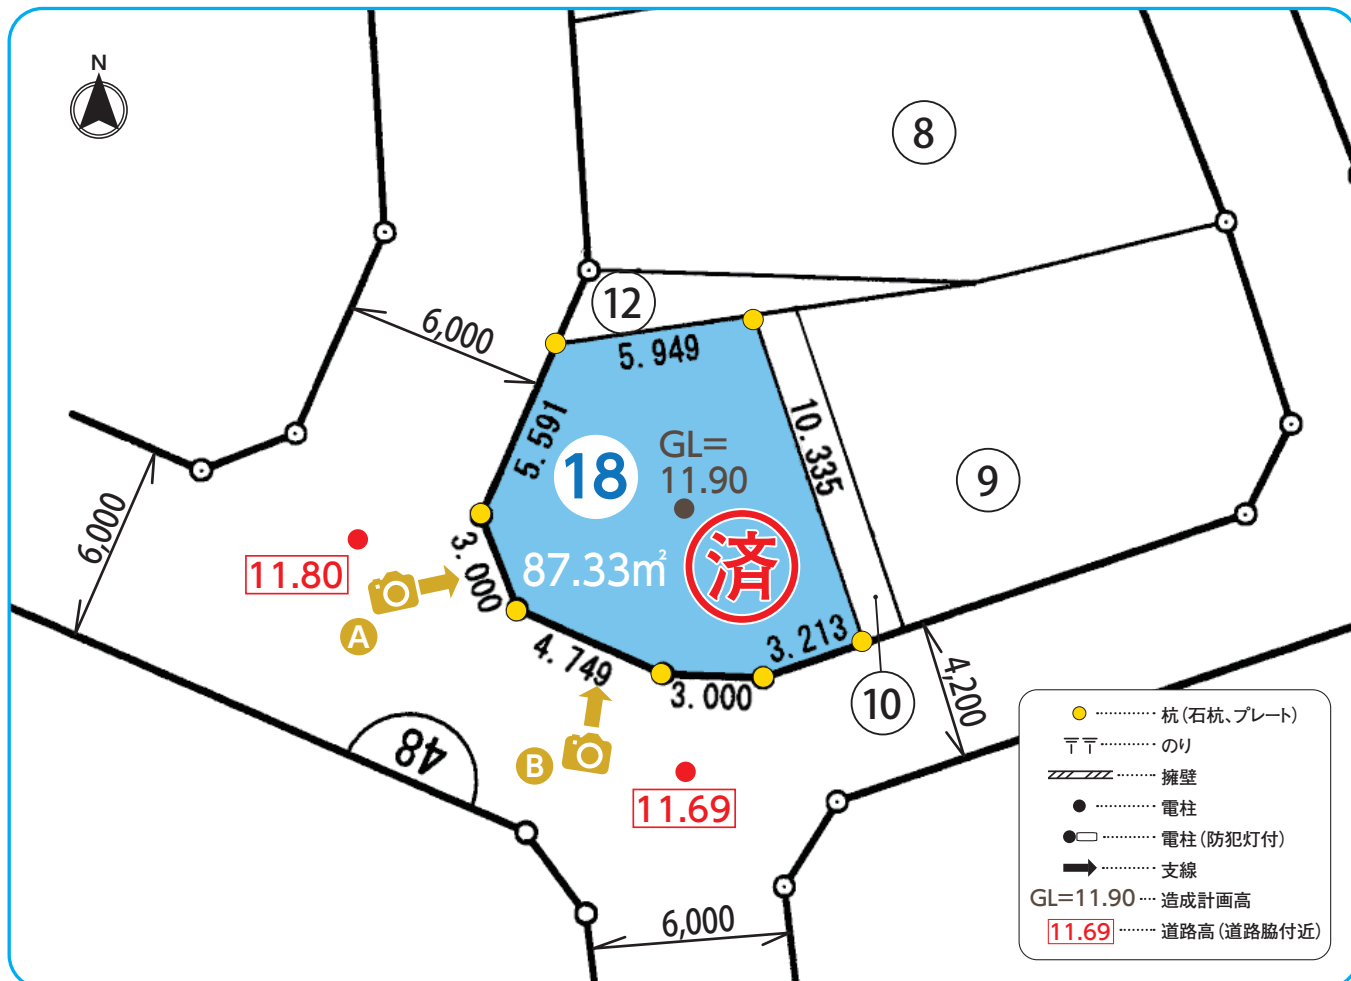 N
8
12
6,000
5.949
5.591
10.335
GL=
11.90
18
9
6,000
11.80
3.000
87.33㎡
済
A
4.749
3.213
3.000
10
4,200
48
B
11.69
6,000
杭(石杭、プレート)
のり
擁壁
電柱
電柱(防犯灯付)
支線
GL=11.90 造成計画高
11.69 道路高(道路脇付近)